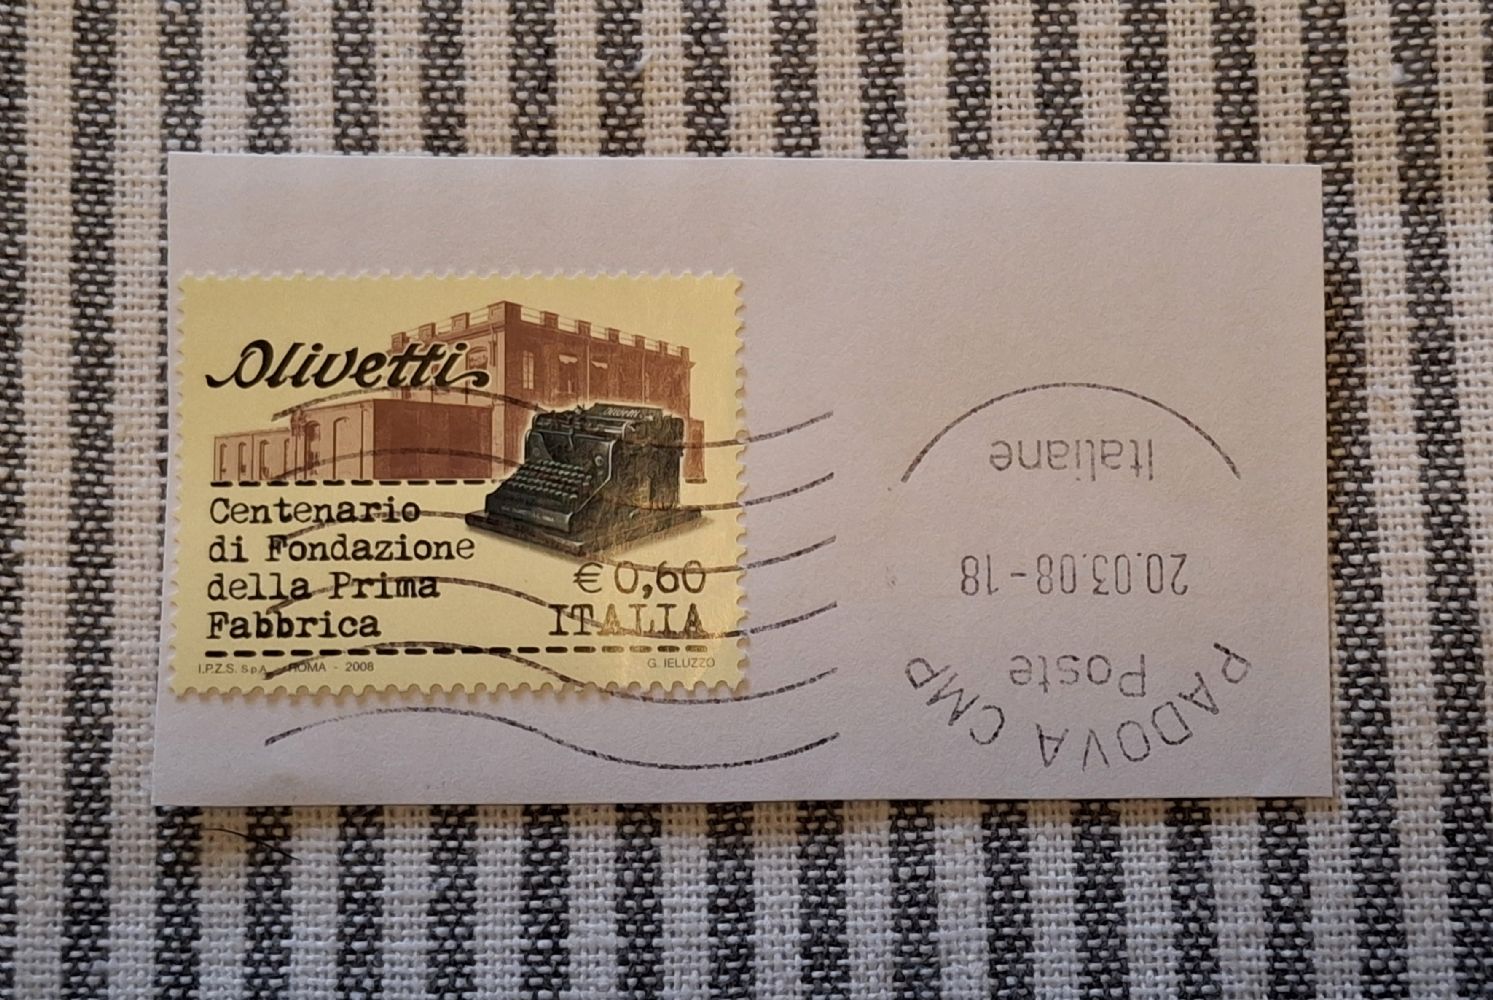 Olivetti
Centenario
di Fondazione
della Prima
Fabbrica
€ 0,60
ITALIA
I.P.Z.S. S.p.A. - ROMA - 2008
G. IELUZZO
PADOVA CMP
Poste
20.03.08-18
Italiane